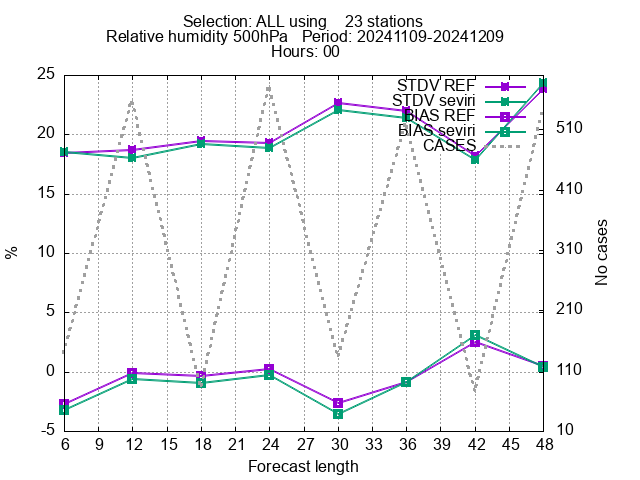 Selection: ALL using    23 stations
Relative humidity 500hPa   Period: 20241109-20241209
Hours: 00
STDV REF
STDV seviri
BIAS REF
BIAS seviri
CASES
25
20
15
10
5
0
-5
%
510
410
310
210
110
10
No cases
6 9 12 15 18 21 24 27 30 33 36 39 42 45 48
Forecast length